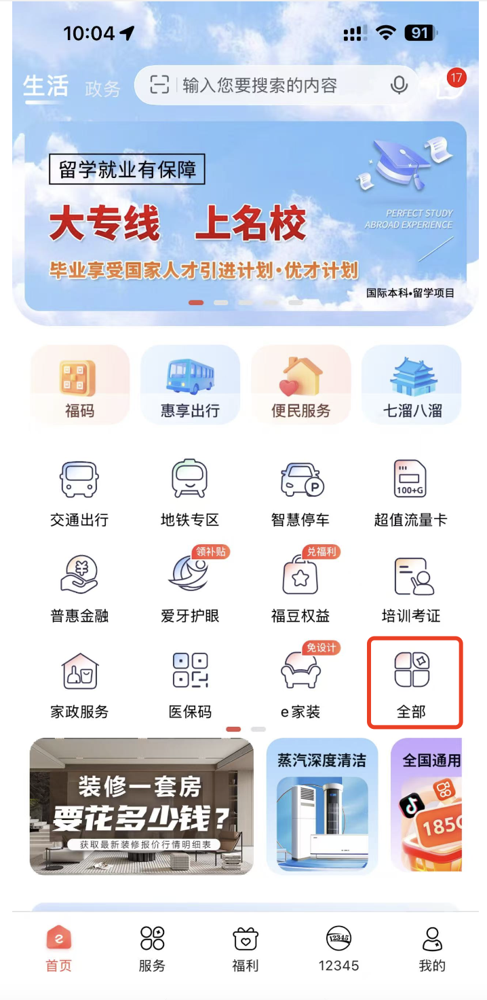 10:04
91
生活
政务
输入您要搜索的内容
17
留学就业有保障
大专线 上名校
PERFECT STUDY
ABROAD EXPERIENCE
毕业享受国家人才引进计划·优才计划
国际本科•留学项目
福码
惠享出行
便民服务
七溜八溜
P
100+G
交通出行
地铁专区
智慧停车
超值流量卡
领补贴
兑福利
普惠金融
爱牙护眼
福豆权益
培训考证
免设计
家政服务
医保码
e家装
全部
装修一套房
要花多少钱?
获取最新装修报价行情明细表
蒸汽深度清洁
全国通用
185G
e
12345
首页
服务
福利
12345
我的